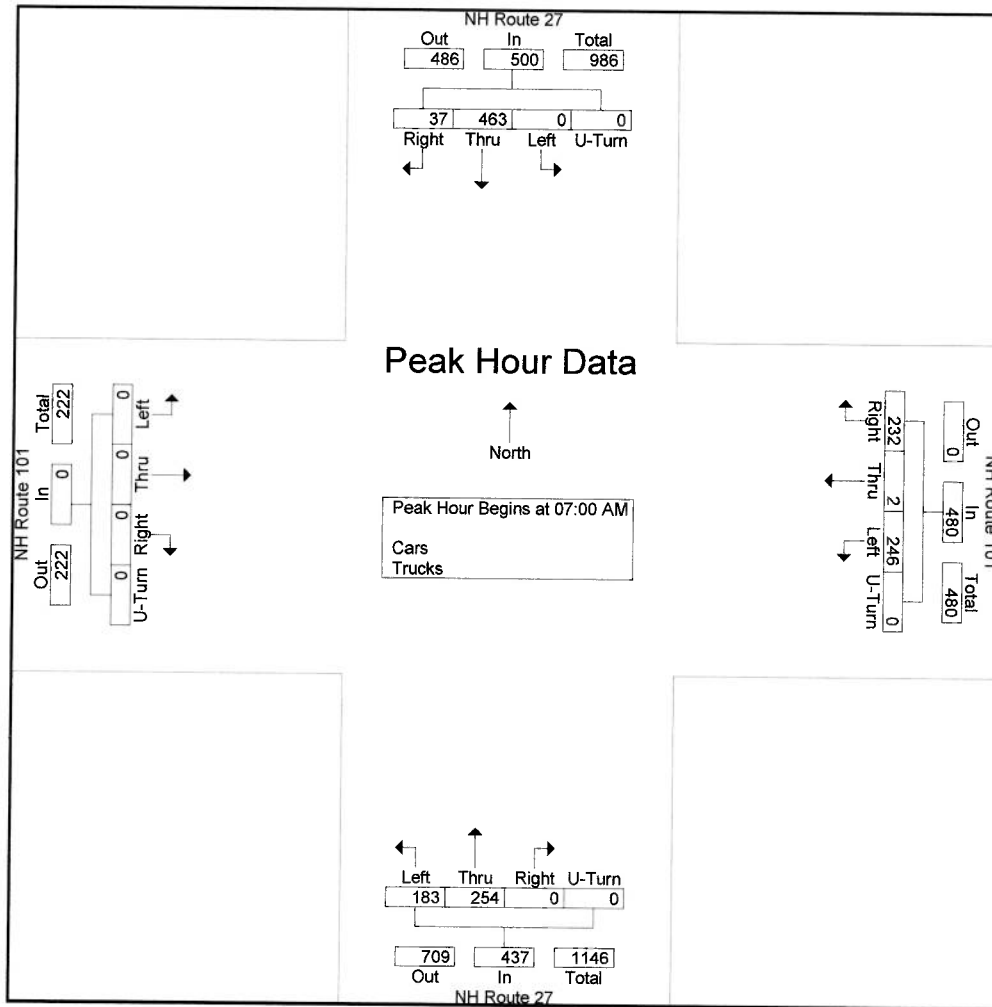 NH Route 27
Out In Total
486 500 986
37 463 0 0
Right Thru Left U-Turn
Peak Hour Data
North
Peak Hour Begins at 07:00 AM
Cars
Trucks
NH Route 101
Total In Out
222 0 222
0 0 0 0
Left Thru Right U-Turn
NH Route 101
Out In Total
0 480 480
232 2 246 0
Right Thru Left U-Turn
Left Thru Right U-Turn
183 254 0 0
709 437 1146
Out In Total
NH Route 27